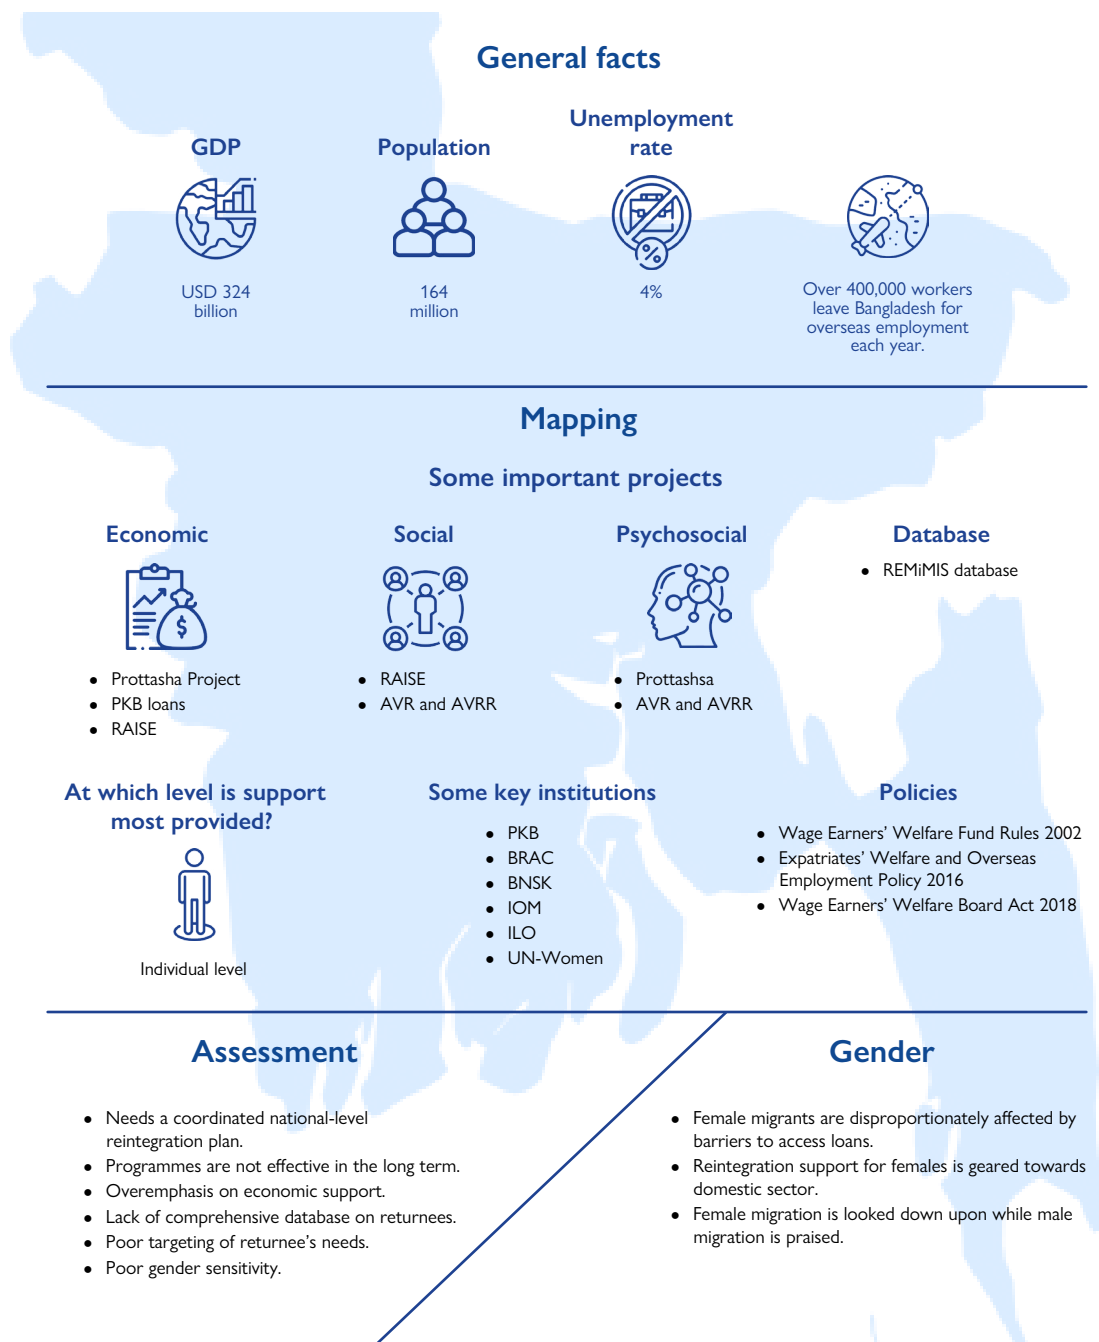 General facts
GDP
Population
Unemployment
rate
USD 324
billion
164
million
4%
Over 400,000 workers
leave Bangladesh for
overseas employment
each year.
Mapping
Some important projects
Economic
Social
Psychosocial
Database
• REMiMIS database
• Prottasha Project
• PKB loans
• RAISE
• RAISE
• AVR and AVRR
• Prottashsa
• AVR and AVRR
At which level is support
most provided?
Individual level
Some key institutions
• PKB
• BRAC
• BNSK
• IOM
• ILO
• UN-Women
Policies
• Wage Earners’ Welfare Fund Rules 2002
• Expatriates’ Welfare and Overseas
Employment Policy 2016
• Wage Earners’ Welfare Board Act 2018
Assessment
• Needs a coordinated national-level
reintegration plan.
• Programmes are not effective in the long term.
• Overemphasis on economic support.
• Lack of comprehensive database on returnees.
• Poor targeting of returnee’s needs.
• Poor gender sensitivity.
Gender
• Female migrants are disproportionately affected by
barriers to access loans.
• Reintegration support for females is geared towards
domestic sector.
• Female migration is looked down upon while male
migration is praised.